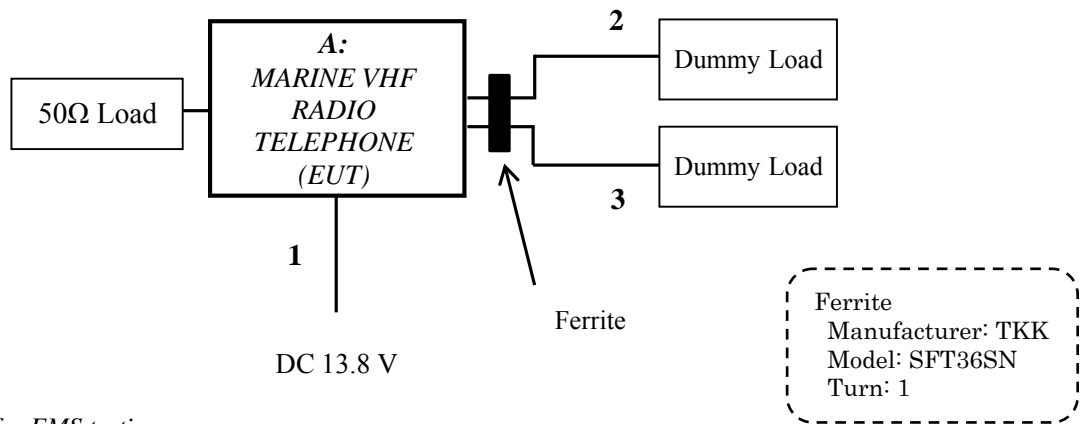 2
A:
MARINE VHF
RADIO
TELEPHONE
(EUT)
Dummy Load
50Ω Load
Dummy Load
3
1
Ferrite
DC 13.8 V
Ferrite
Manufacturer: TKK
Model: SFT36SN
Turn: 1
EMS